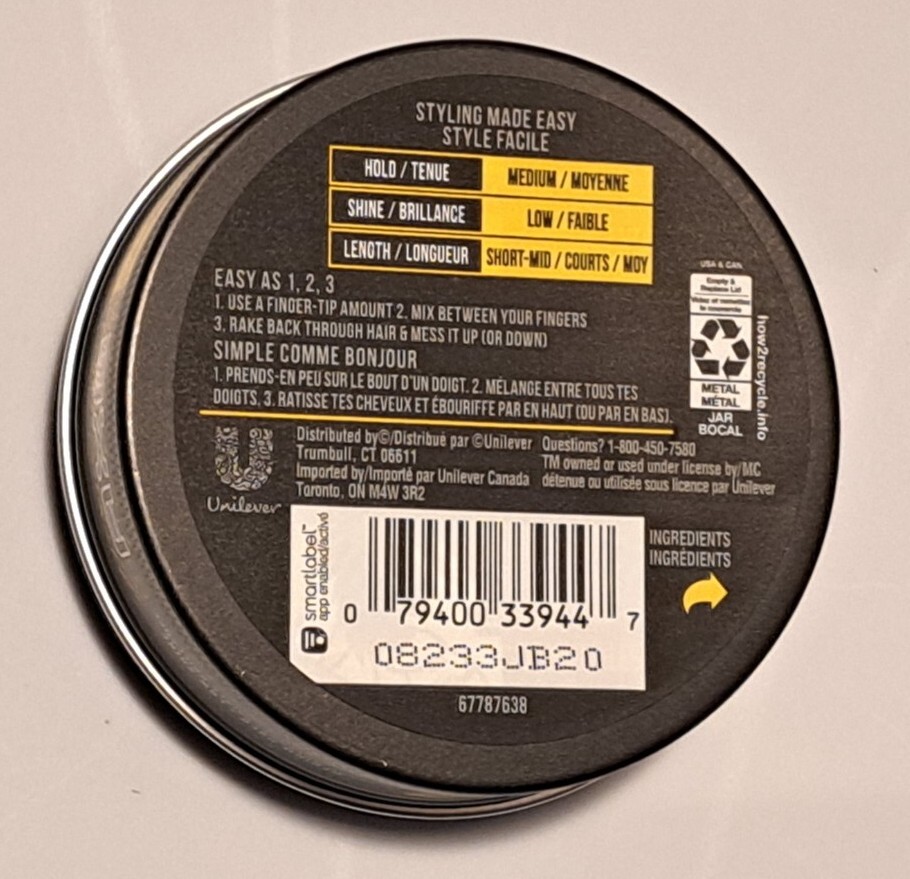 STYLING MADE EASY
STYLE FACILE
HOLD / TENUE MEDIUM / MOYENNE
SHINE / BRILLANCE LOW / FAIBLE
LENGTH / LONGUEUR SHORT-MID / COURTS / MOY
EASY AS 1, 2, 3
1. USE A FINGER-TIP AMOUNT 2. MIX BETWEEN YOUR FINGERS
3. RAKE BACK THROUGH HAIR & MESS IT UP (OR DOWN)
SIMPLE COMME BONJOUR
1. PRENDS-EN PEU SUR LE BOUT D'UN DOIGT. 2. MÉLANGE ENTRE TOUS TES
DOIGTS, 3. RATISSE TES CHEVEUX ET ÉBOURIFFE PAR EN HAUT (OU PAR EN BAS).
USA & CAN
Empty &
Replace Lid
METAL
MÉTAL
JAR
BOCAL
how2recycle.info
Unilever
Distributed by©/Distribué par ©Unilever
Trumbull, CT 06611
Imported by/Importé par Unilever Canada
Toronto, ON M4W 3R2
Questions? 1-800-450-7580
TM owned or used under license by/MC
détenue ou utilisée sous licence par Unilever
smartlabel™
app enabled/activé
0 79400 33944 7
08233JB20
INGREDIENTS
INGRÉDIENTS
67787638